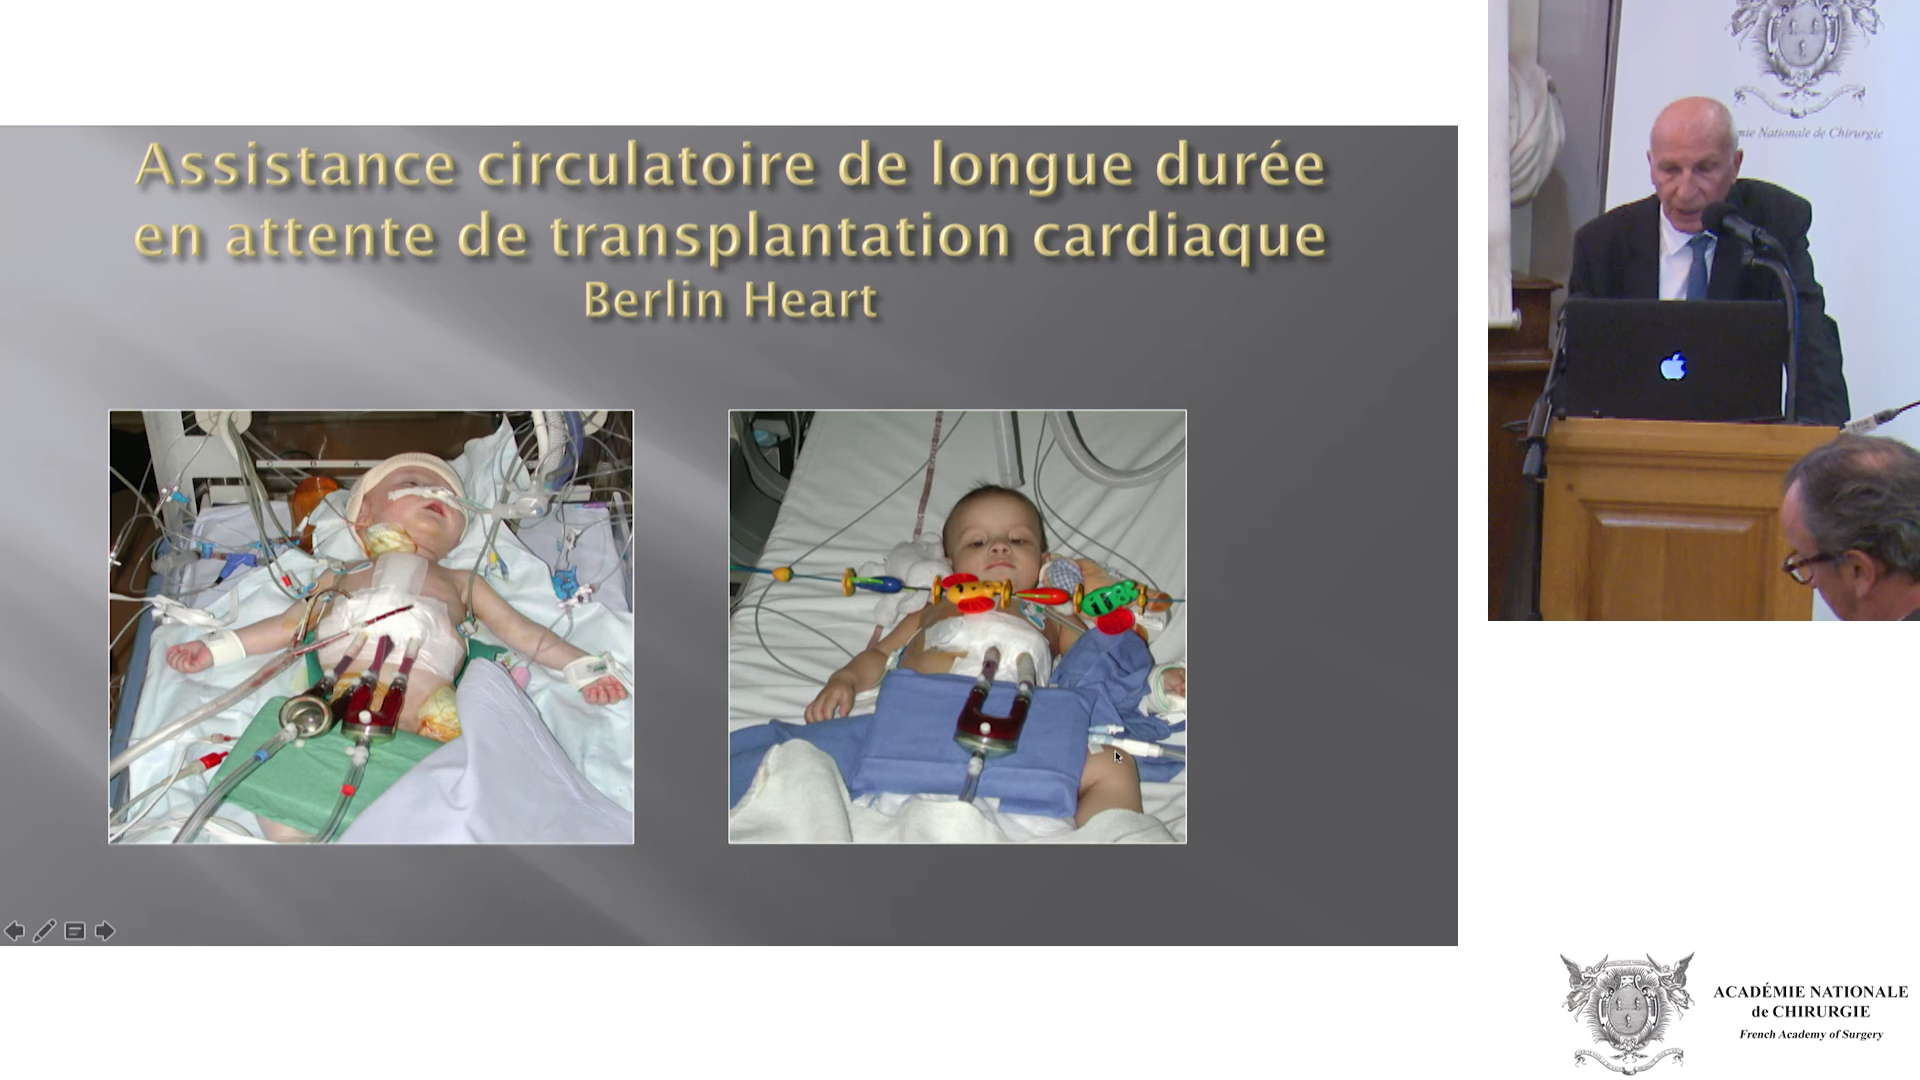 Assistance circulatoire de longue durée
en attente de transplantation cardiaque
Berlin Heart
mie Nationale de Chirurgie
C B A
ACADÉMIE NATIONALE
de CHIRURGIE
French Academy of Surgery